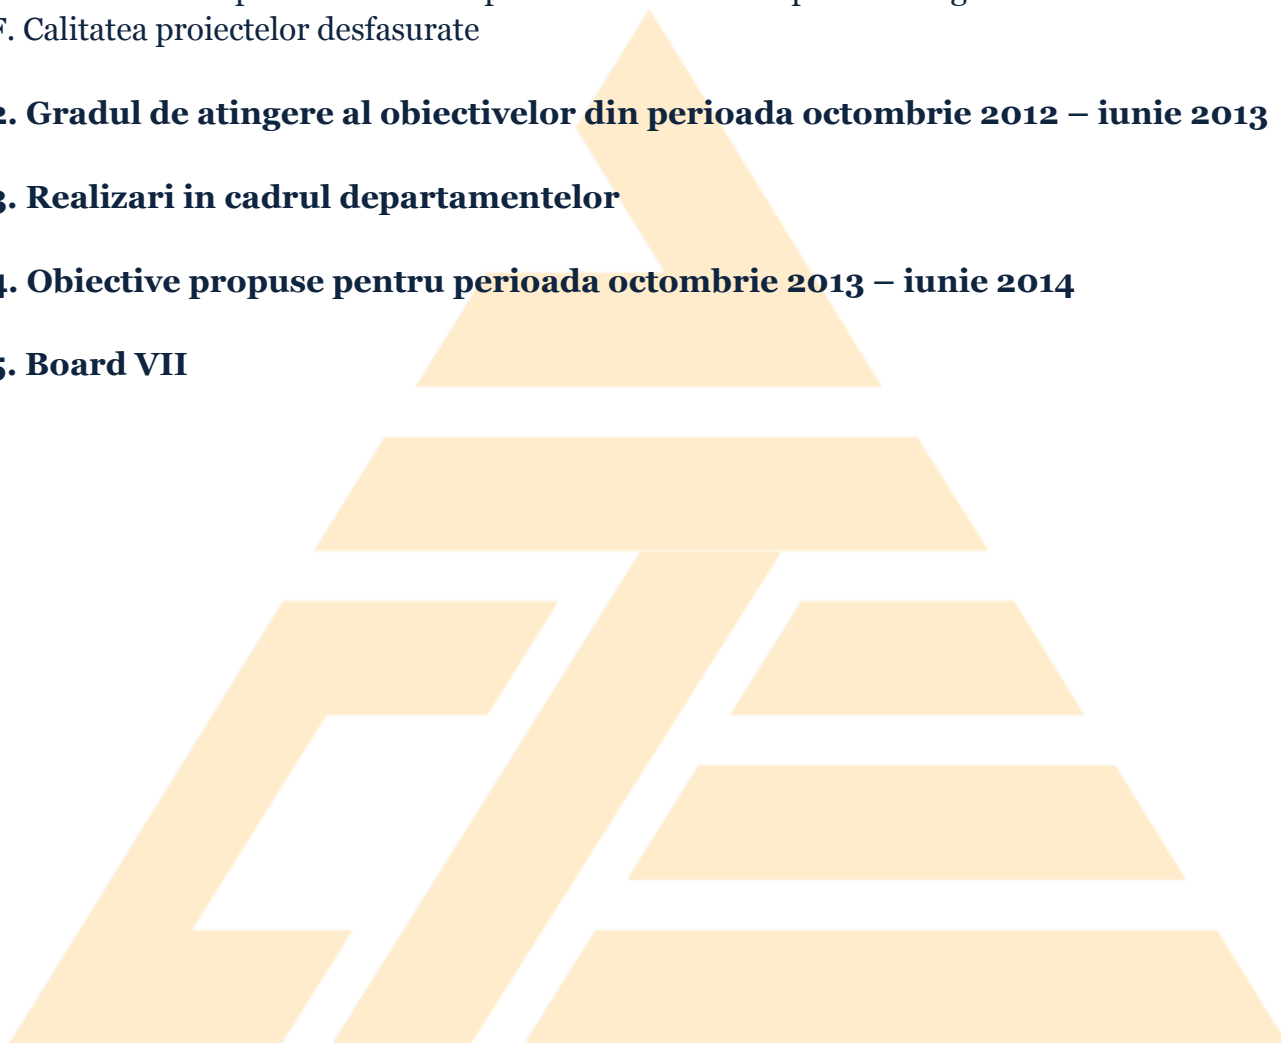 F. Calitatea proiectelor desfasurate
2. Gradul de atingere al obiectivelor din perioada octombrie 2012 – iunie 2013
3. Realizari in cadrul departamentelor
4. Obiective propuse pentru perioada octombrie 2013 – iunie 2014
5. Board VII